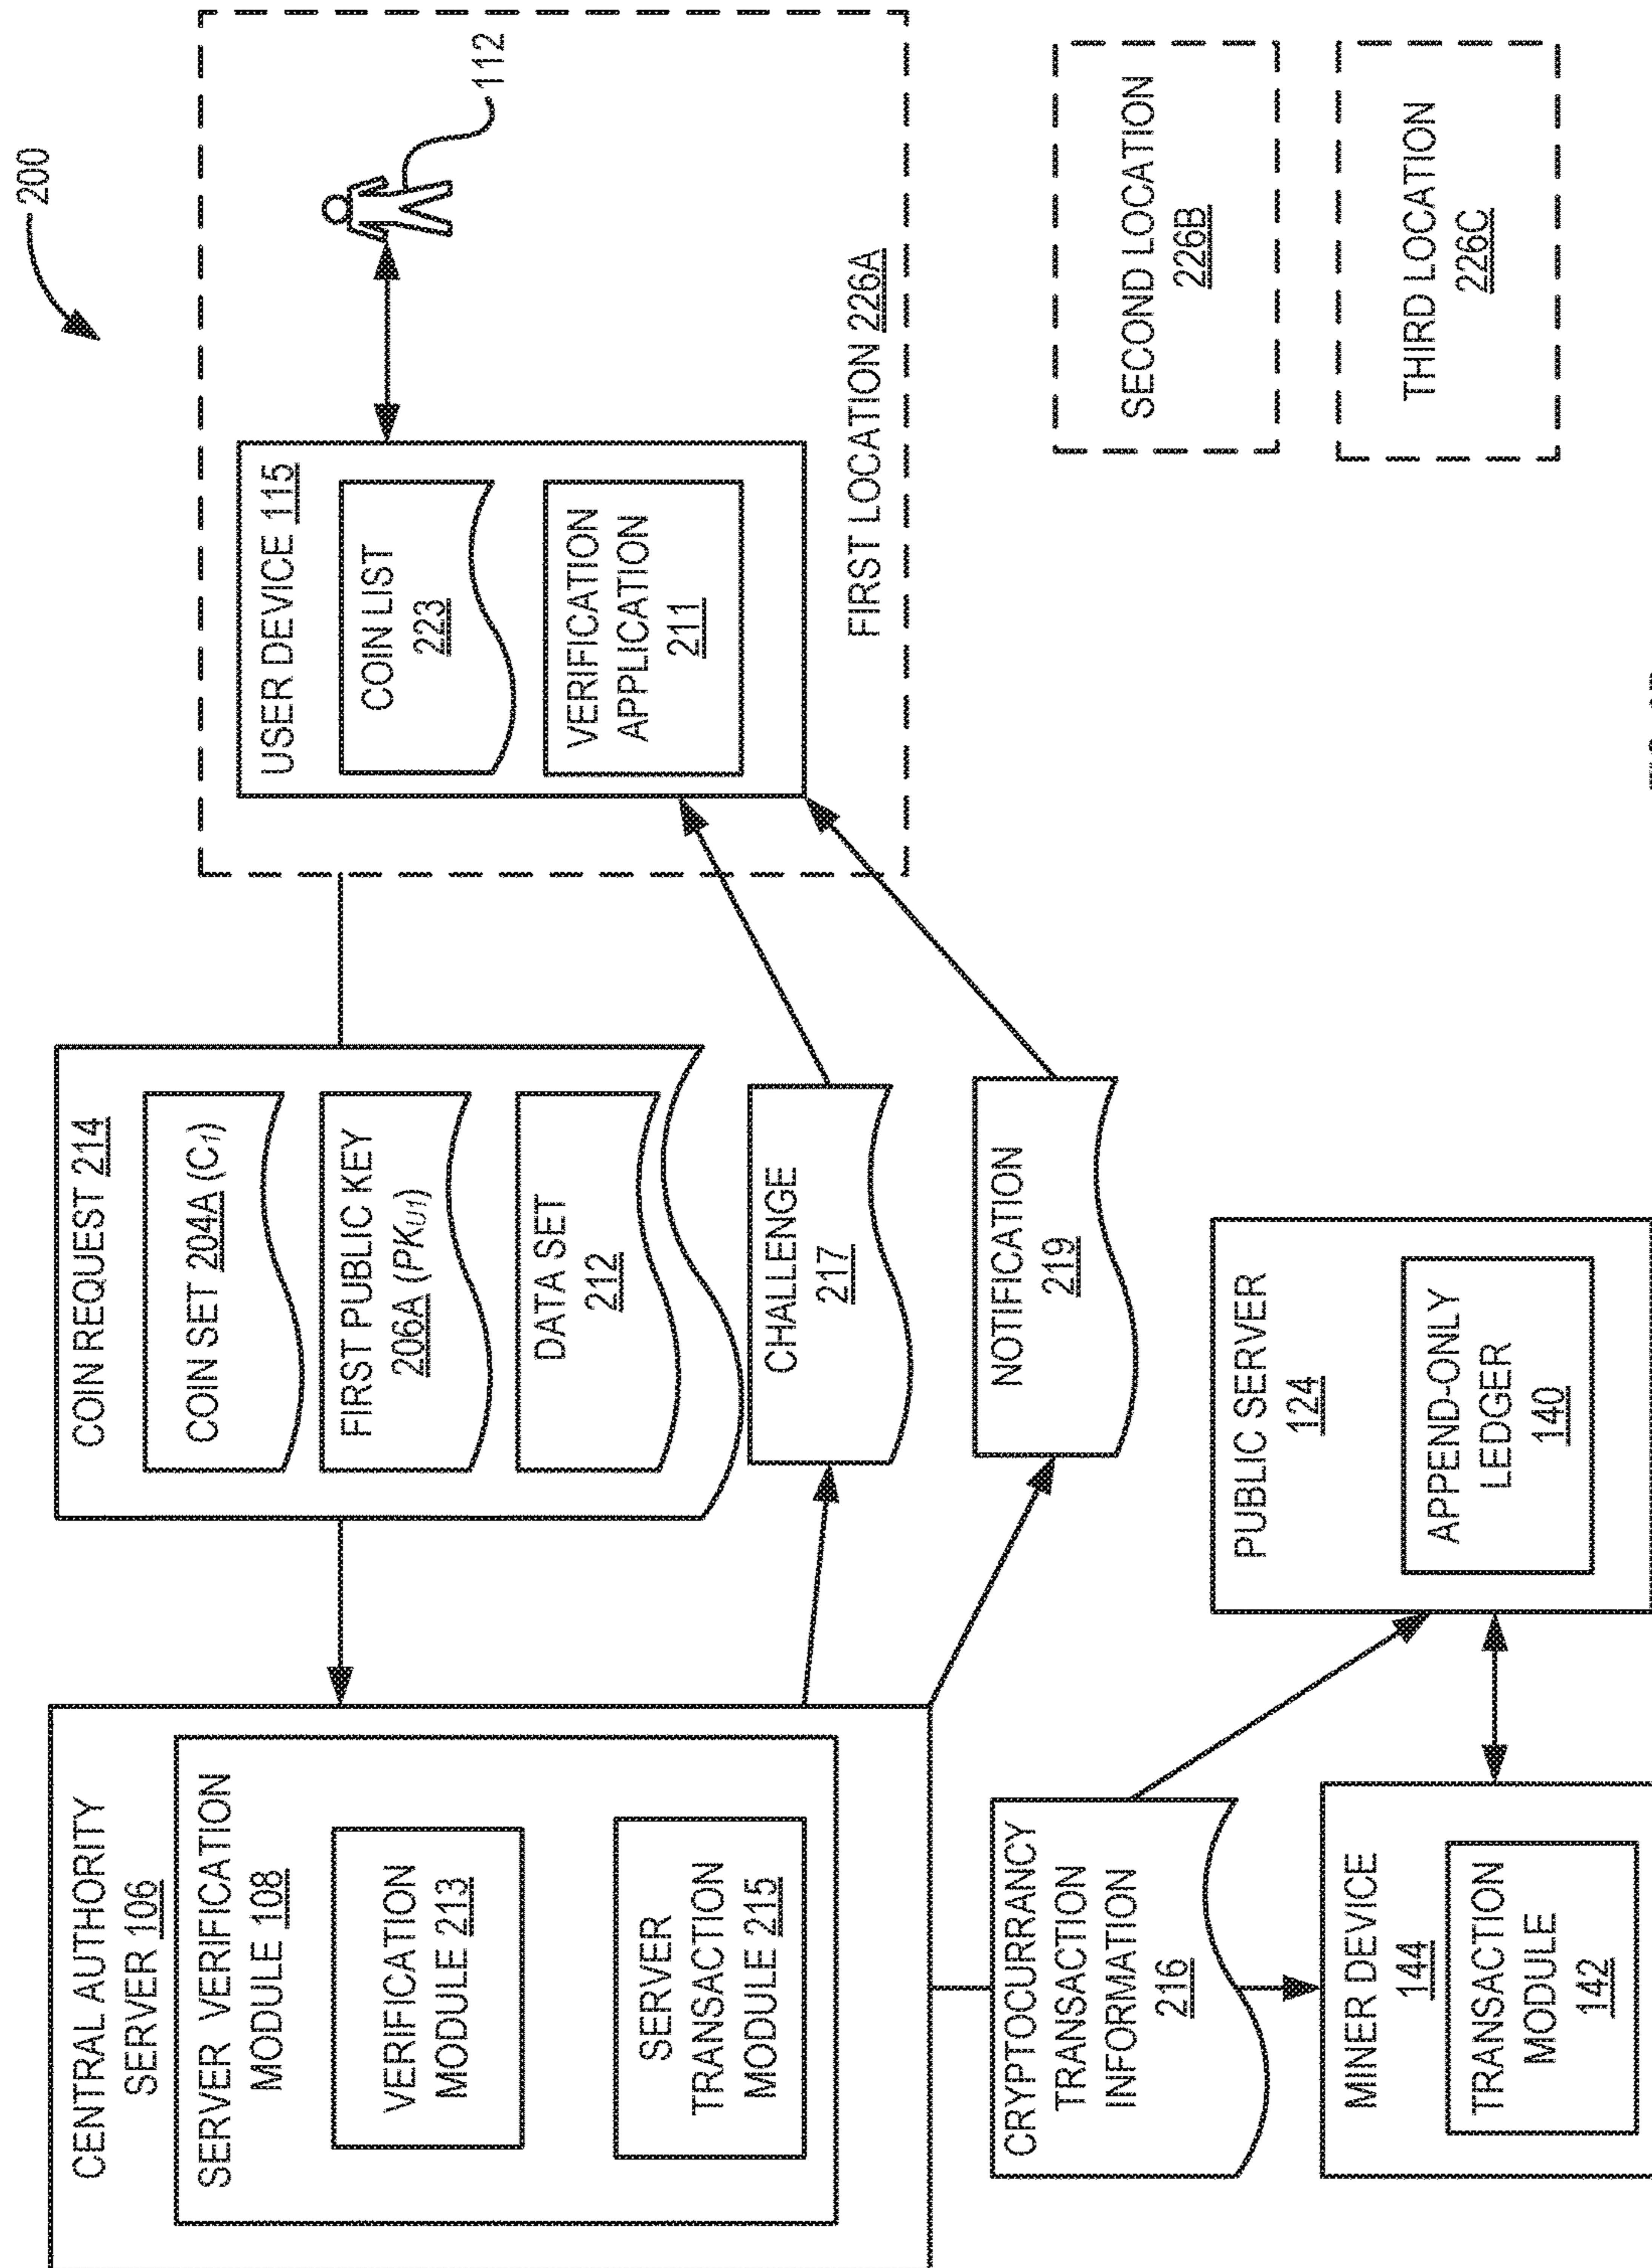 200
CENTRAL AUTHORITY
SERVER 106
SERVER VERIFICATION
MODULE 108
VERIFICATION
MODULE 213
SERVER
TRANSACTION
MODULE 215
COIN REQUEST 214
COIN SET 204A (C1)
FIRST PUBLIC KEY
206A (PKU1)
DATA SET
212
CHALLENGE
217
NOTIFICATION
219
USER DEVICE 115
COIN LIST
223
VERIFICATION
APPLICATION
211
112
FIRST LOCATION 226A
CRYPTOCURRANCY
TRANSACTION
INFORMATION
216
MINER DEVICE
144
TRANSACTION
MODULE
142
PUBLIC SERVER
124
APPEND-ONLY
LEDGER
140
SECOND LOCATION
226B
THIRD LOCATION
226C